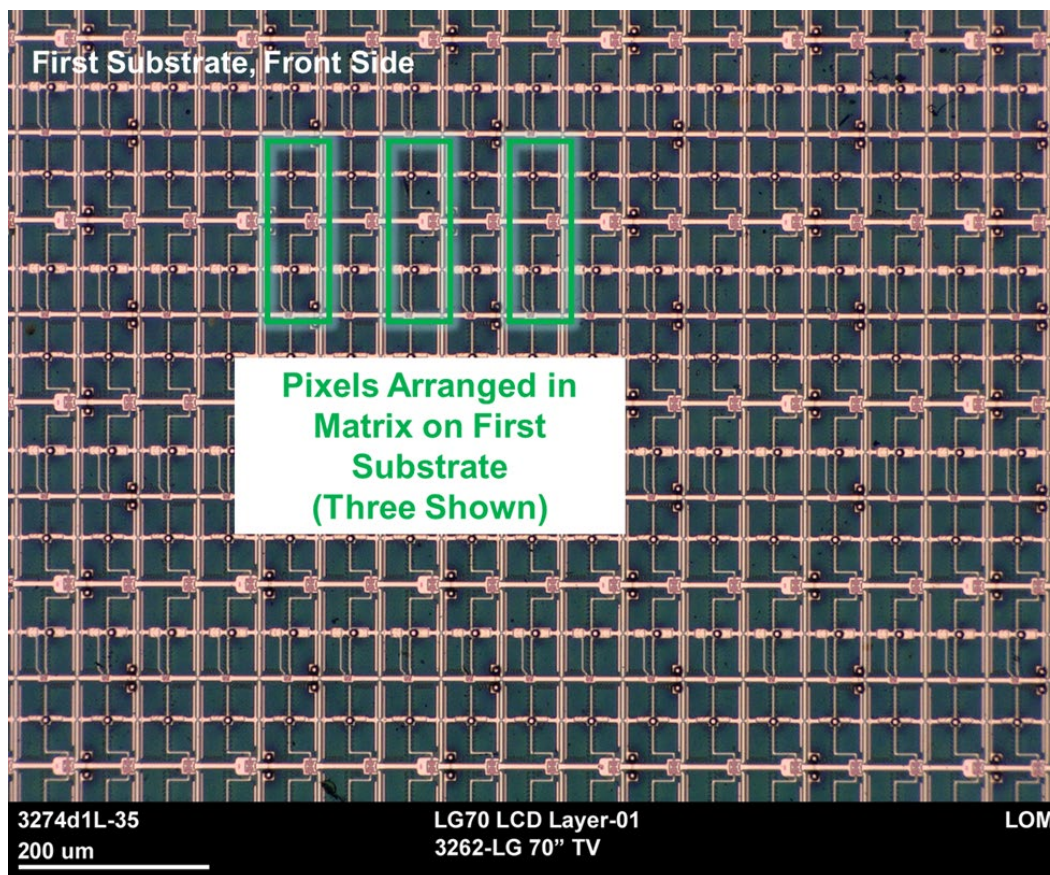 First Substrate, Front Side
Pixels Arranged in
Matrix on First
Substrate
(Three Shown)
3274d1L-35
LG70 LCD Layer-01
LOM
200 um
3262-LG 70” TV